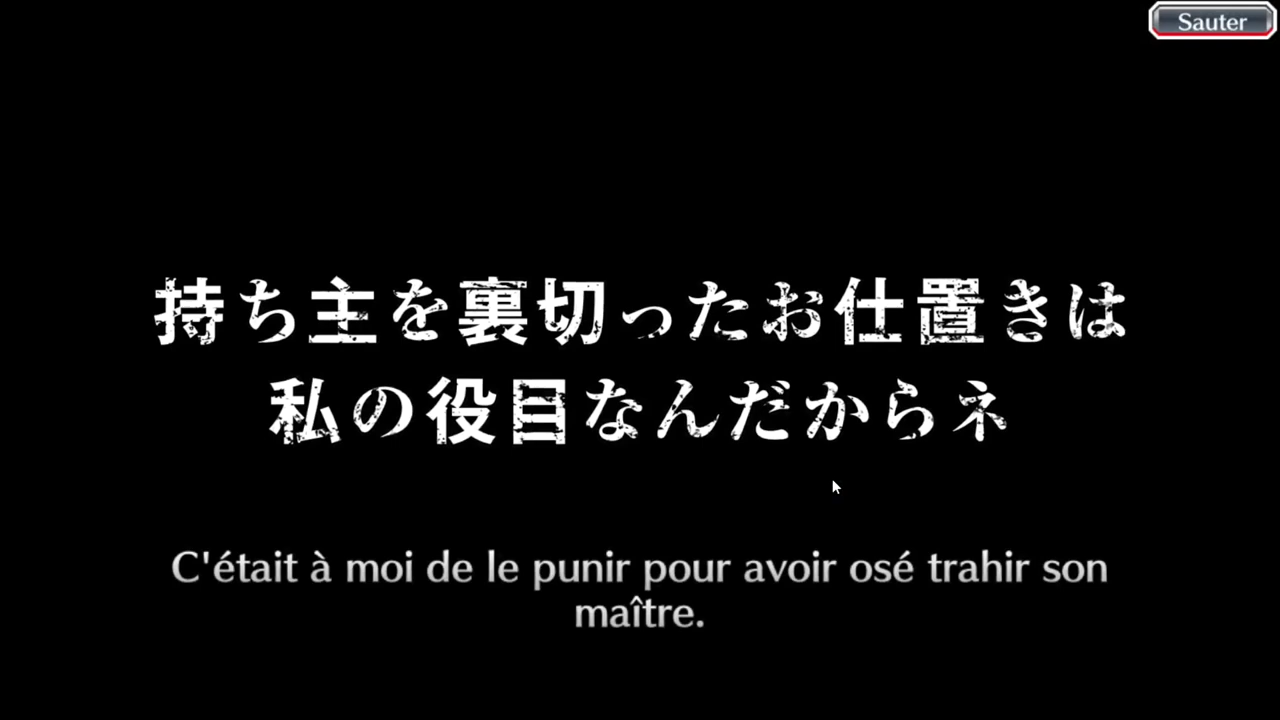 Sauter
持ち主を裏切ったお仕置きは
私の役目なんだからネ
C'était à moi de le punir pour avoir osé trahir son
maître.